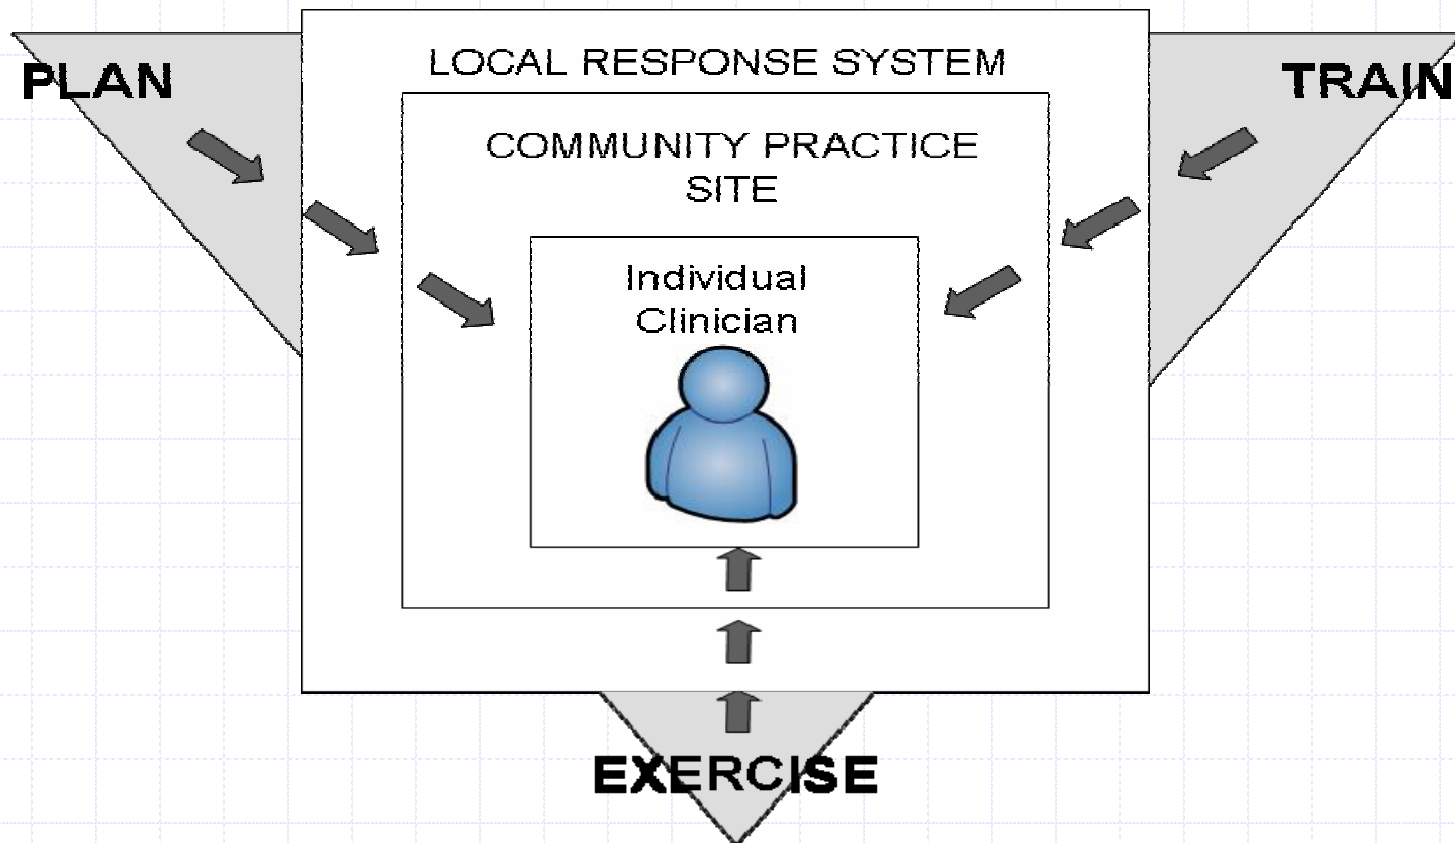 LOCAL RESPONSE SYSTEM
PLAN
TRAIN
COMMUNITY PRACTICE
SITE
Individual
Clinician
EXERCISE